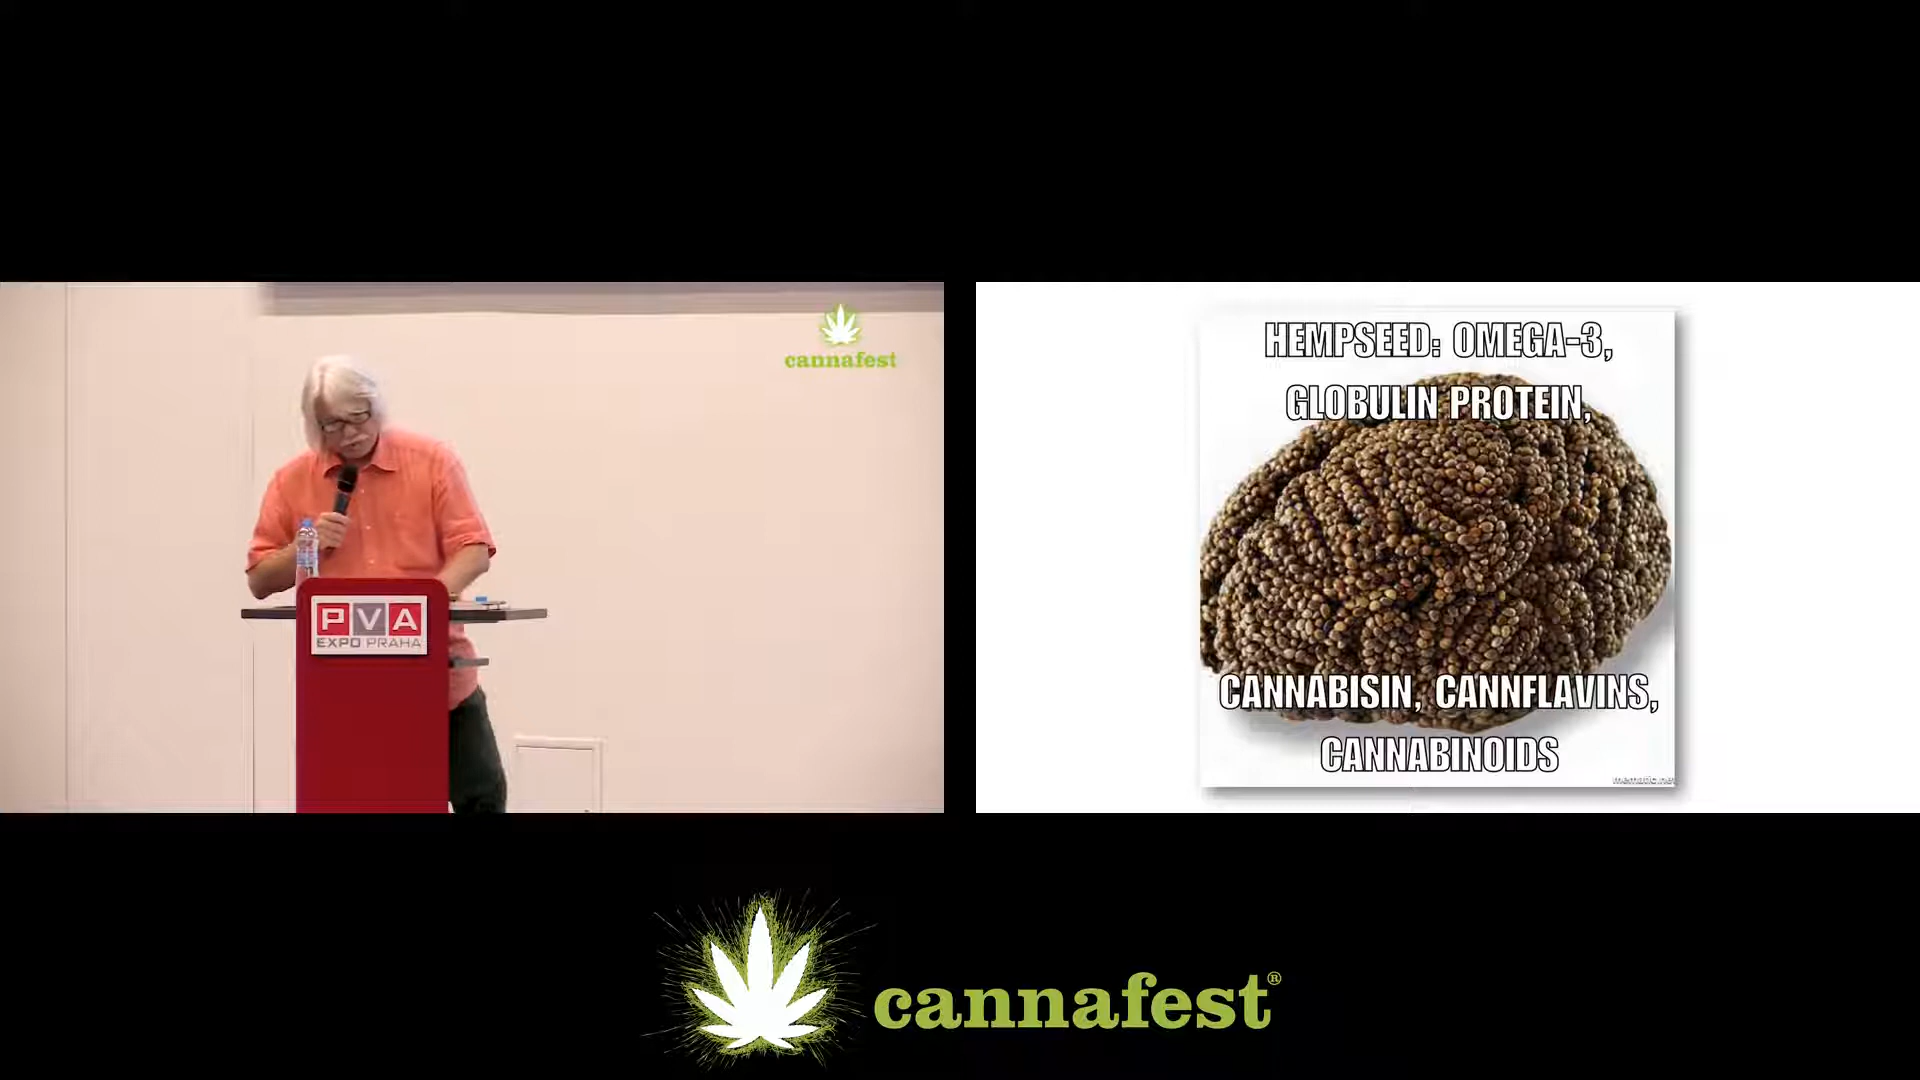 cannafest
PVA
EXPO PRAHA
HEMPSEED: OMEGA-3,
GLOBULIN PROTEIN,
CANNABISIN, CANNFLAVINS,
CANNABINOIDS
cannafest®